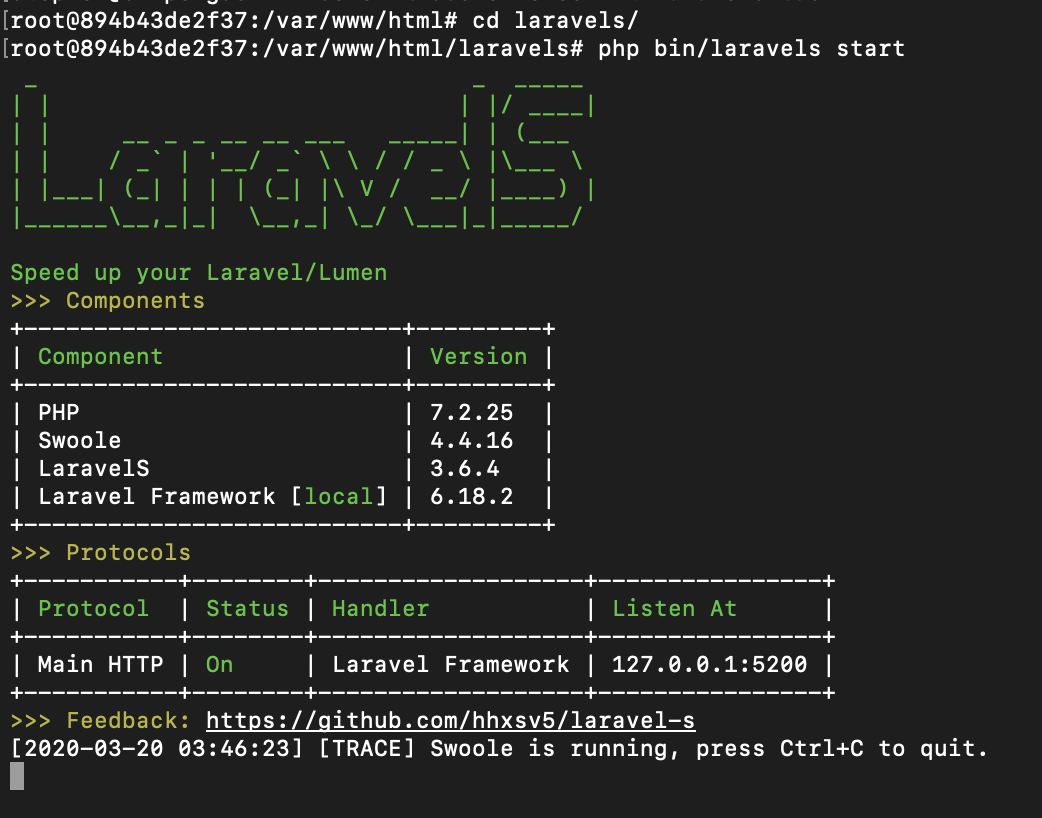 [root@894b43de2f37:/var/www/html# cd laravels/
[root@894b43de2f37:/var/www/html/laravels# php bin/laravels start
LaravelS
Speed up your Laravel/Lumen
>>> Components
+---------------------------+---------+
| Component                 | Version |
+---------------------------+---------+
| PHP                       | 7.2.25  |
| Swoole                    | 4.4.16  |
| LaravelS                  | 3.6.4   |
| Laravel Framework [local] | 6.18.2  |
+---------------------------+---------+
>>> Protocols
+-----------+--------+-------------------+----------------+
| Protocol  | Status | Handler           | Listen At      |
+-----------+--------+-------------------+----------------+
| Main HTTP | On     | Laravel Framework | 127.0.0.1:5200 |
+-----------+--------+-------------------+----------------+
>>> Feedback: https://github.com/hhxsv5/laravel-s
[2020-03-20 03:46:23] [TRACE] Swoole is running, press Ctrl+C to quit.